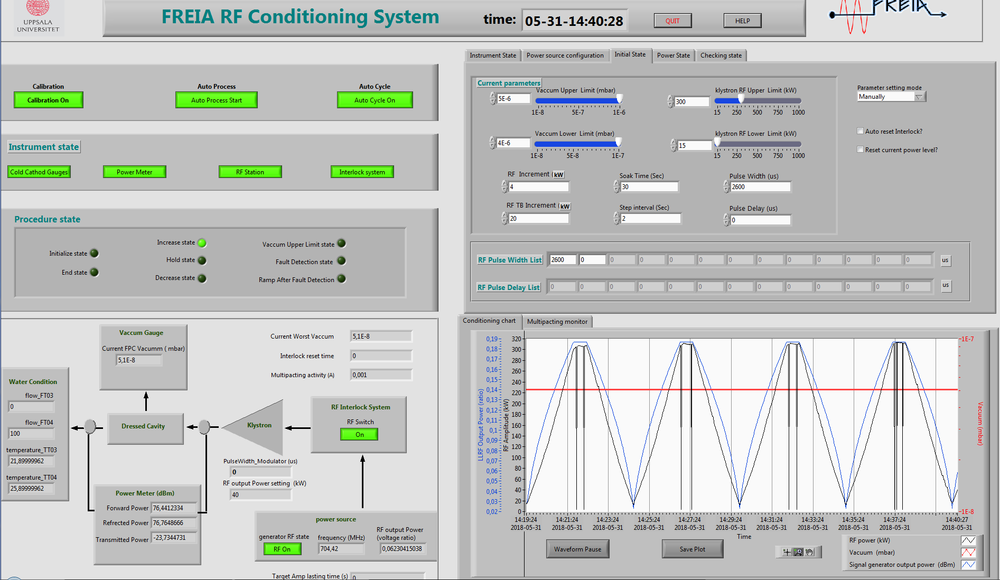 UPPSALA
UNIVERSITET
FREIA RF Conditioning System
time:
05-31-14:40:28
QUIT
HELP
FREIA
Calibration
Calibration On
Auto Process
Auto Process Start
Auto Cycle
Auto Cycle On
Instrument state
Cold Cathod Gauges
Power Meter
RF Station
Interlock system
Procedure state
Initialize state
End state
Increase state
Hold state
Decrease state
Vaccum Upper Limit state
Fault Detection state
Ramp After Fault Detection
Vaccum Gauge
Current FPC Vacumm ( mbar)
5,1E-8
Current Worst Vaccum
5,1E-8
Interlock reset time
0
Multipacting activity (A)
0,001
Water Condition
flow_FT03
0
flow_FT04
100
temperature_TT03
21,89999962
temperature_TT04
25,89999962
Dressed Cavity
Klystron
RF Interlock System
RF Switch
On
PulseWidth_Modulator (us)
0
RF output Power setting (kW)
40
Power Meter (dBm)
Forward Power
76,4412334
Refrected Power
76,7648666
Transmitted Power
-23,7344731
power source
generator RF state
RF On
frequency (MHz)
704,42
RF output Power
(voltage ratio)
0,06230415038
Target Amp lasting time (s)
0
Instrument State
Power source configuration
Initial State
Power State
Checking state
Current parameters
Vaccum Upper Limit (mbar)
5E-6
1E-8 5E-7 1E-6
klystron RF Upper Limit (kW)
300
15 250 500 750 1000
Vaccum Lower Limit (mbar)
4E-6
1E-8 5E-8 1E-7
klystron RF Lower Limit (kW)
15
15 250 500 750 1000
RF Increment ( kW
4
Soak Time (Sec)
30
Pulse Width (us)
2600
RF TB Increment ( kW
20
Step interval (Sec)
2
Pulse Delay (us)
0
Parameter setting mode
Manually
Auto reset Interlock?
Reset current power level?
RF Pulse Width List
2600 0 0 0 0 0 0 0 0 0 0 0 0
us
RF Pulse Delay List
0 0 0 0 0 0 0 0 0 0 0 0 0
us
Conditioning chart
Multipacting monitor
LLRF Output Power (ratio)
0,19
0,18
0,17
0,16
0,15
0,14
0,13
0,12
0,11
0,1
0,09
0,08
0,07
0,06
0,05
0,04
0,03
0,02
RF Amplitude (kW)
320
300
280
260
240
220
200
180
160
140
120
100
80
60
40
20
0
1E-7
1E-8
Vacuum (mbar)
14:19:24 14:21:24 14:23:24 14:25:24 14:27:24 14:29:24 14:31:24 14:33:24 14:35:24 14:37:24 14:40:27
2018-05-31 2018-05-31 2018-05-31 2018-05-31 2018-05-31 2018-05-31 2018-05-31 2018-05-31 2018-05-31 2018-05-31 2018-05-31
Time
Waveform Pause
Save Plot
RF power (kW)
Vacuum (mbar)
Signal generator output power (dBm)